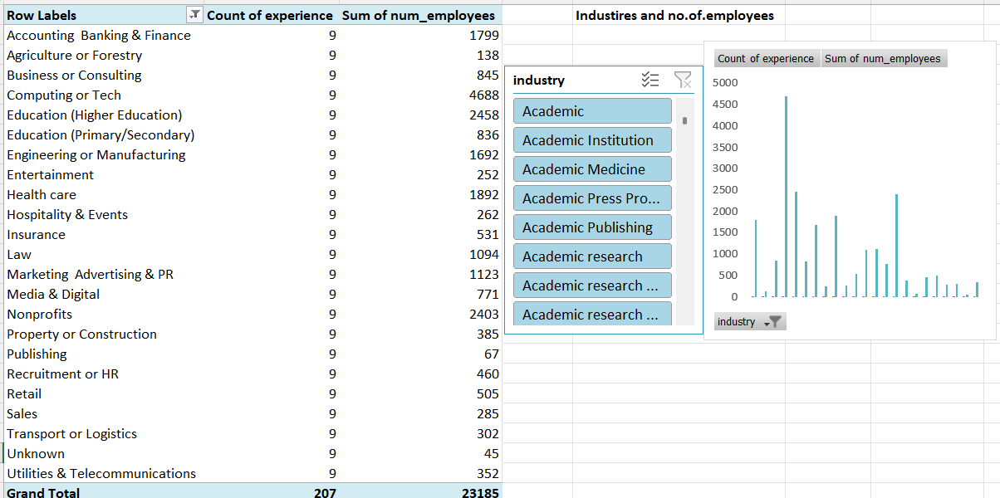 Row Labels Count of experience Sum of num_employees
Accounting  Banking & Finance 9 1799
Agriculture or Forestry 9 138
Business or Consulting 9 845
Computing or Tech 9 4688
Education (Higher Education) 9 2458
Education (Primary/Secondary) 9 836
Engineering or Manufacturing 9 1692
Entertainment 9 252
Health care 9 1892
Hospitality & Events 9 262
Insurance 9 531
Law 9 1094
Marketing  Advertising & PR 9 1123
Media & Digital 9 771
Nonprofits 9 2403
Property or Construction 9 385
Publishing 9 67
Recruitment or HR 9 460
Retail 9 505
Sales 9 285
Transport or Logistics 9 302
Unknown 9 45
Utilities & Telecommunications 9 352
Grand Total 207 23185
Industires and no.of.employees
industry
Academic
Academic Institution
Academic Medicine
Academic Press Pro...
Academic Publishing
Academic research
Academic research ...
Academic research ...
Count of experience Sum of num_employees
5000
4500
4000
3500
3000
2500
2000
1500
1000
500
0
industry